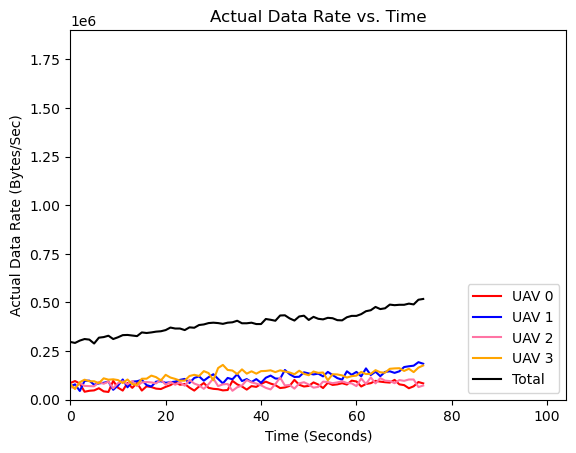 Actual Data Rate vs. Time
1e6
Actual Data Rate (Bytes/Sec)
1.75
1.50
1.25
1.00
0.75
0.50
0.25
0.00
0 20 40 60 80 100
Time (Seconds)
UAV 0
UAV 1
UAV 2
UAV 3
Total